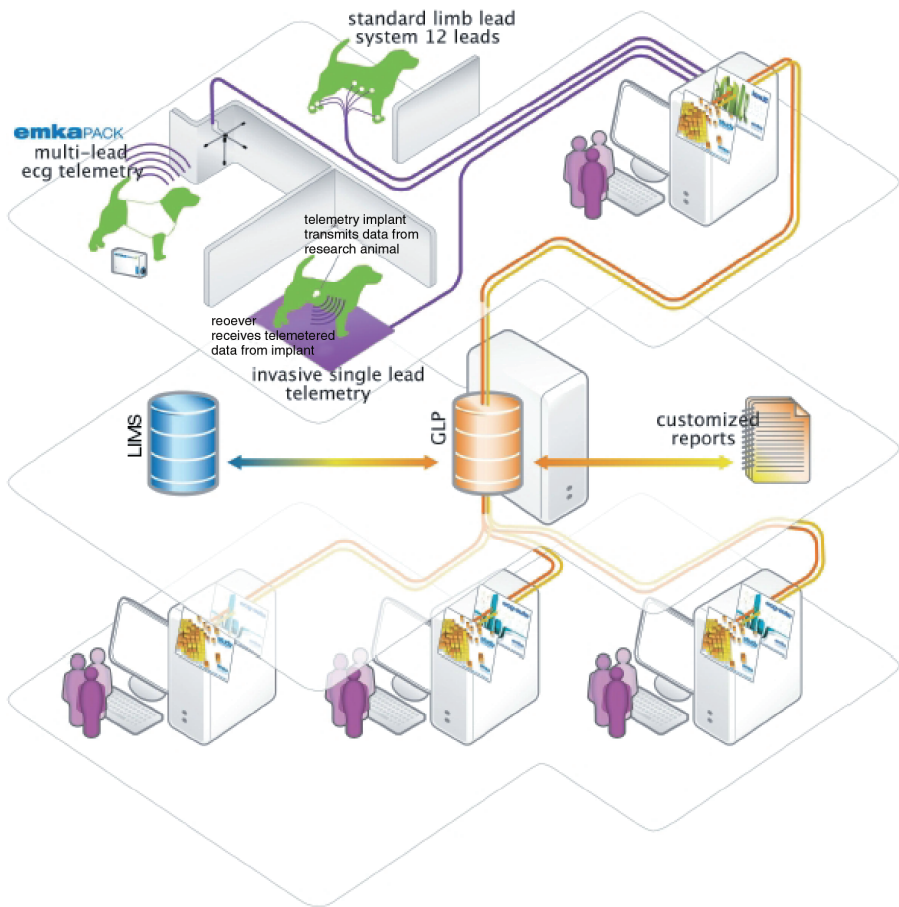 standard limb lead
system 12 leads
emkaPACK
multi-lead
ecg telemetry
telemetry implant
transmits data from
research animal
reoever
receives telemetered
data from implant
invasive single lead
telemetry
LIMS
GLP
customized
reports